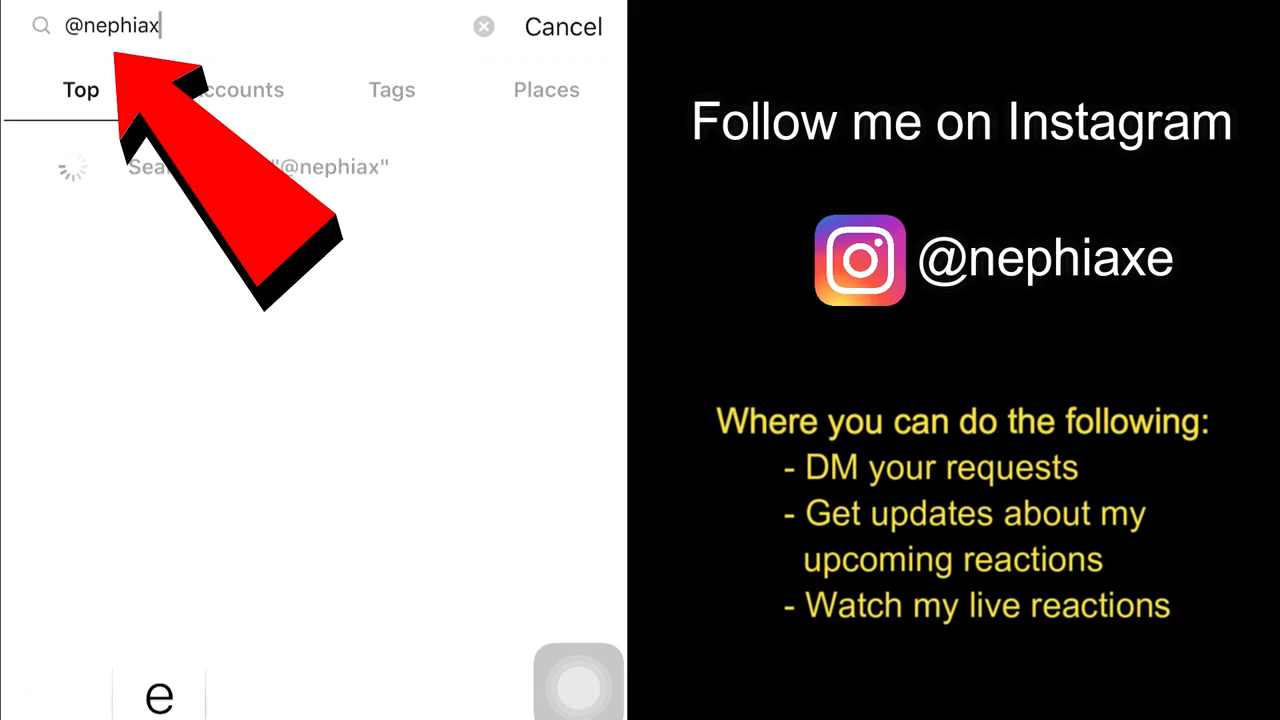 @nephiax
Cancel
Top
ccounts
Tags
Places
Sea "@nephiax"
e
Follow me on Instagram
@nephiaxe
Where you can do the following:
- DM your requests
- Get updates about my
upcoming reactions
- Watch my live reactions